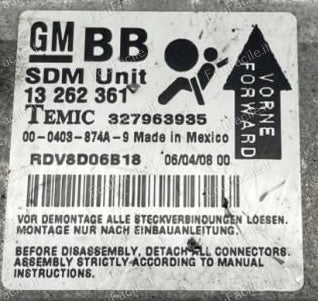 GM BB
SDM Unit
13 262 361
TEMIC 327963935
00-0403-874A-9 Made in Mexico
RDV8D06B18 06/04/08 00
VORNE
FORWARD
VOR DEMONTAGE ALLE STECKVERBINDUNGEN LOESEN.
MONTAGE NUR NACH EINBAUANLEITUNG.
BEFORE DISASSEMBLY, DETACH ALL CONNECTORS.
ASSEMBLY STRICTLY ACCORDING TO MANUAL
INSTRUCTIONS.